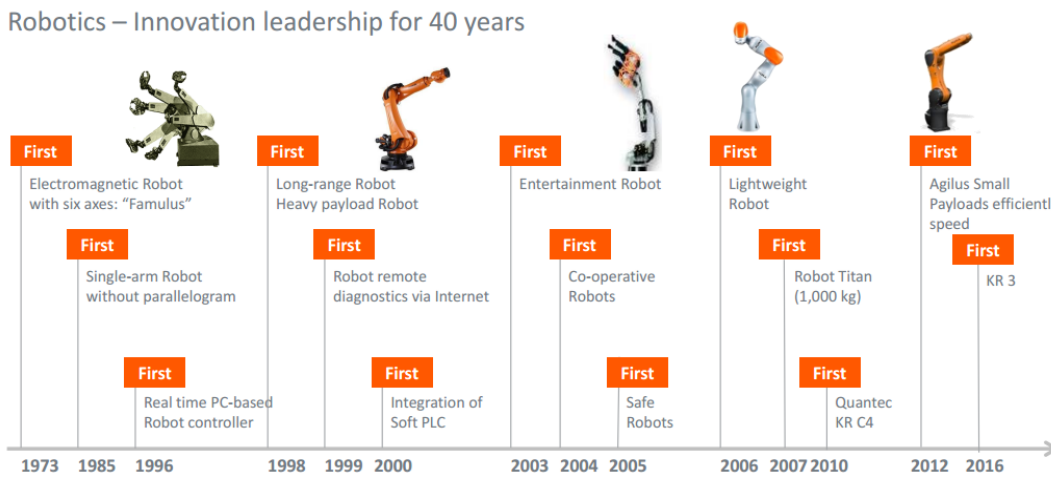 Robotics – Innovation leadership for 40 years
First
Electromagnetic Robot
with six axes: “Famulus”
First
Single-arm Robot
without parallelogram
First
Real time PC-based
Robot controller
First
Long-range Robot
Heavy payload Robot
First
Robot remote
diagnostics via Internet
First
Integration of
Soft PLC
First
Entertainment Robot
First
Co-operative
Robots
First
Safe
Robots
First
Lightweight
Robot
First
Robot Titan
(1,000 kg)
First
Quantec
KR C4
First
Agilus Small
Payloads efficientl
speed
First
KR 3
1973 1985 1996 1998 1999 2000 2003 2004 2005 2006 2007 2010 2012 2016